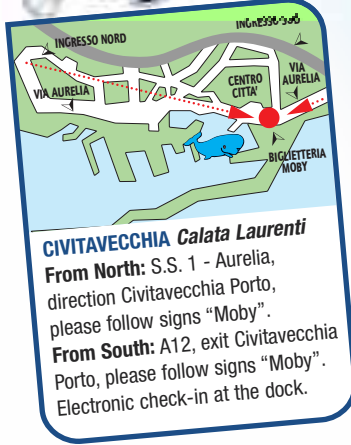 INGRESSO NORD
VIA AURELIA
CENTRO
CITTA'
VIA
AURELIA
BIGLIETTERIA
MOBY
CIVITAVECCHIA Calata Laurenti
From North: S.S. 1 - Aurelia,
direction Civitavecchia Porto,
please follow signs “Moby”.
From South: A12, exit Civitavecchia
Porto, please follow signs “Moby”.
Electronic check-in at the dock.